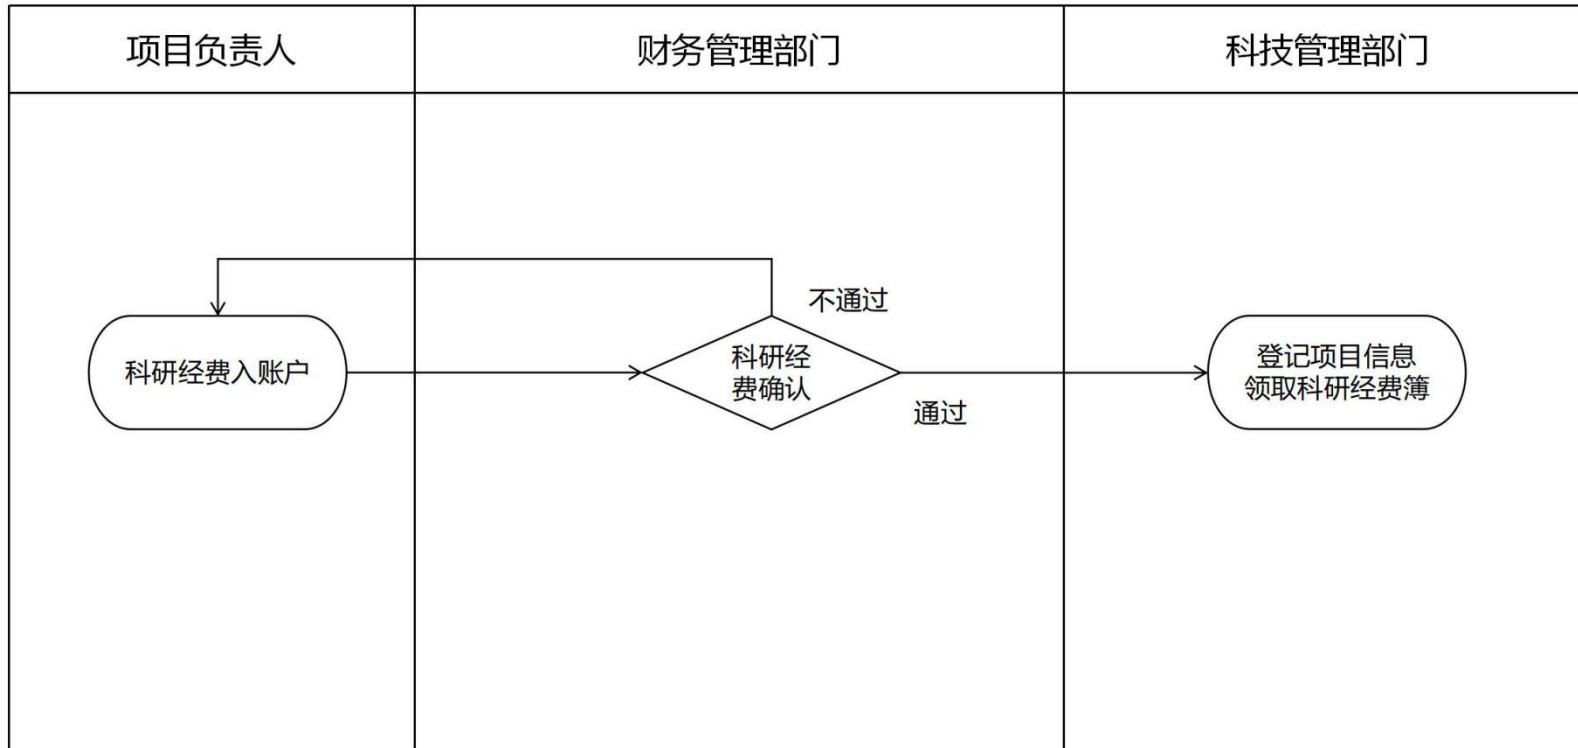 项目负责人
财务管理部门
科技管理部门
不通过
科研经费入账户
科研经
费确认
通过
登记项目信息
领取科研经费簿